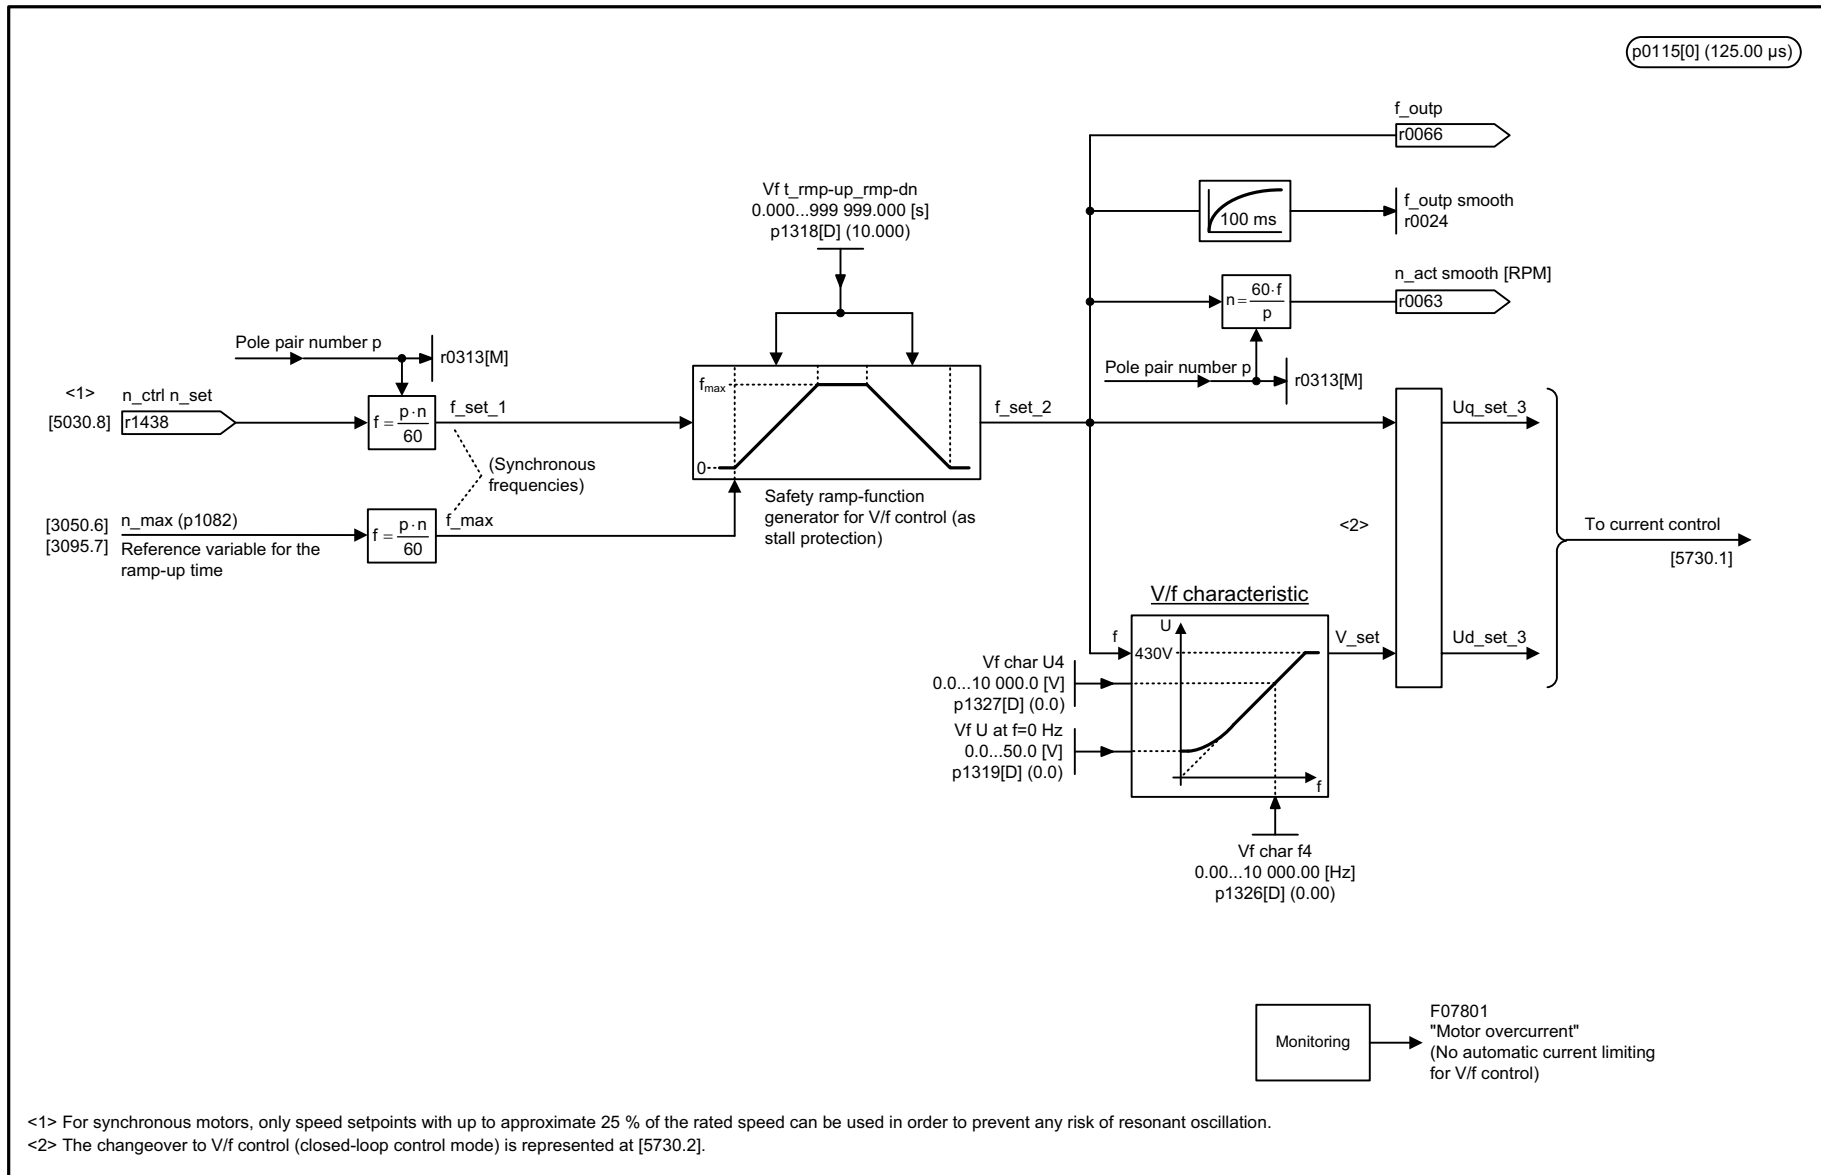 p0115[0] (125.00 µs)
f_outp
r0066
Vf t_rmp-up_rmp-dn
0.000...999 999.000 [s]
p1318[D] (10.000)
100 ms
f_outp smooth
r0024
n_act smooth [RPM]
n = 60·f / p
r0063
Pole pair number p
r0313[M]
Pole pair number p
r0313[M]
<1>
[5030.8]
n_ctrl n_set
r1438
f = p·n / 60
f_set_1
fmax
0
f_set_2
Uq_set_3
(Synchronous
frequencies)
[3050.6]
[3095.7]
n_max (p1082)
Reference variable for the
ramp-up time
f = p·n / 60
f_max
Safety ramp-function
generator for V/f control (as
stall protection)
<2>
To current control
[5730.1]
V/f characteristic
f
U
430V
f
V_set
Ud_set_3
Vf char U4
0.0...10 000.0 [V]
p1327[D] (0.0)
Vf U at f=0 Hz
0.0...50.0 [V]
p1319[D] (0.0)
Vf char f4
0.00...10 000.00 [Hz]
p1326[D] (0.00)
Monitoring
F07801
"Motor overcurrent"
(No automatic current limiting
for V/f control)
<1> For synchronous motors, only speed setpoints with up to approximate 25 % of the rated speed can be used in order to prevent any risk of resonant oscillation.
<2> The changeover to V/f control (closed-loop control mode) is represented at [5730.2].